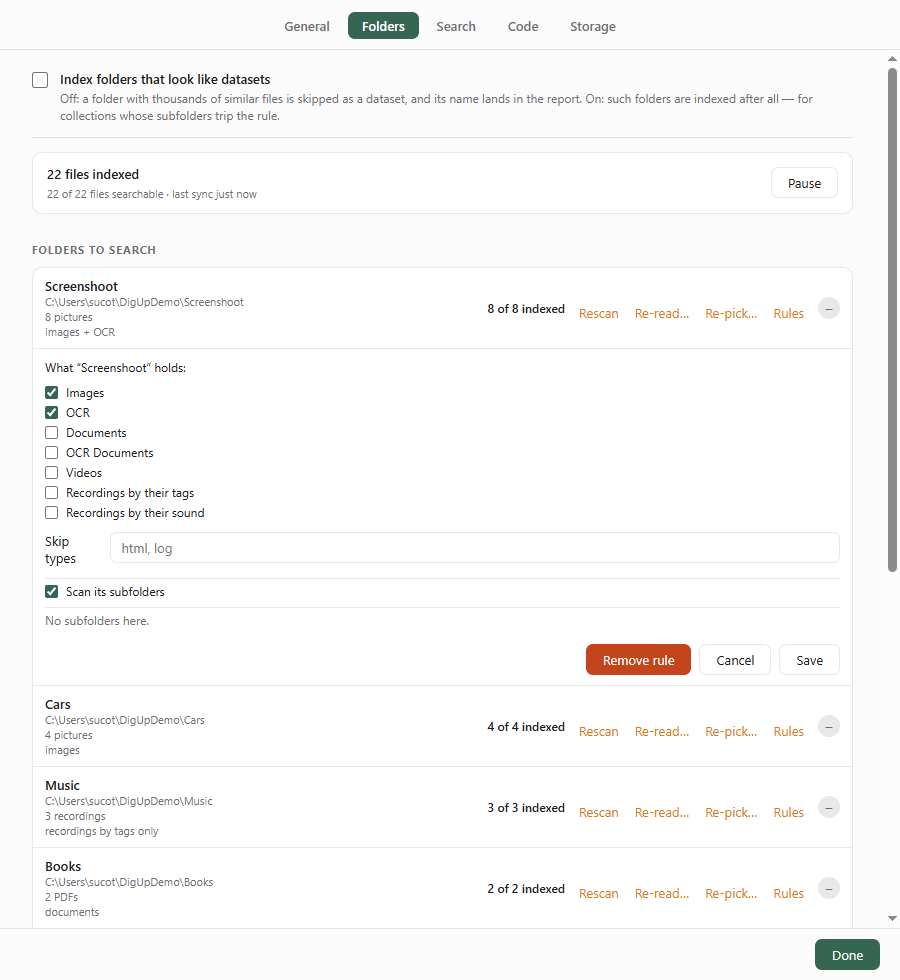 General
Folders
Search
Code
Storage
Index folders that look like datasets
Off: a folder with thousands of similar files is skipped as a dataset, and its name lands in the report. On: such folders are indexed after all — for
collections whose subfolders trip the rule.
22 files indexed
22 of 22 files searchable · last sync just now
Pause
FOLDERS TO SEARCH
Screenshoot
C:\Users\sucot\DigUpDemo\Screenshoot
8 pictures
images + OCR
8 of 8 indexed
Rescan
Re-read...
Re-pick...
Rules
What “Screenshoot” holds:
Images
OCR
Documents
OCR Documents
Videos
Recordings by their tags
Recordings by their sound
Skip
types
html, log
Scan its subfolders
No subfolders here.
Remove rule
Cancel
Save
Cars
C:\Users\sucot\DigUpDemo\Cars
4 pictures
images
4 of 4 indexed
Rescan
Re-read...
Re-pick...
Rules
Music
C:\Users\sucot\DigUpDemo\Music
3 recordings
recordings by tags only
3 of 3 indexed
Rescan
Re-read...
Re-pick...
Rules
Books
C:\Users\sucot\DigUpDemo\Books
2 PDFs
documents
2 of 2 indexed
Rescan
Re-read...
Re-pick...
Rules
Done